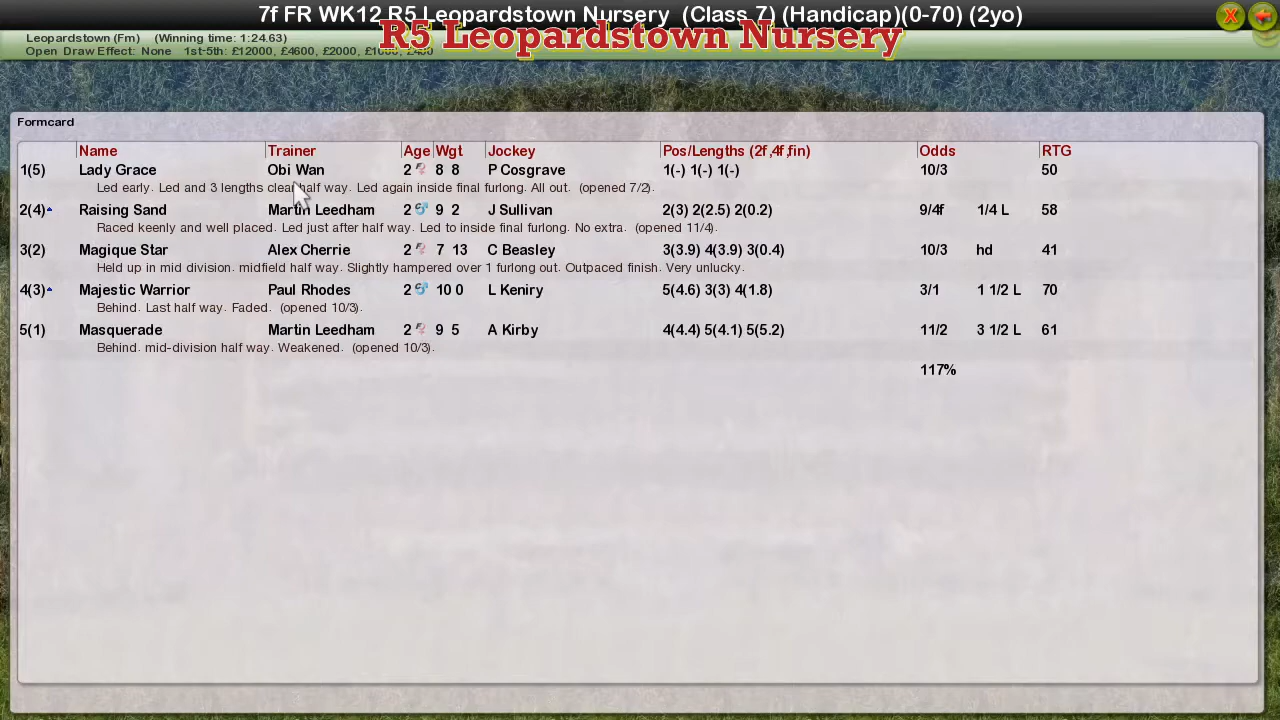 7f FR WK12 R5 Leopardstown Nursery (Class 7) (Handicap)(0-70) (2yo)
R5 Leopardstown Nursery
Leopardstown (Fm) (Winning time: 1:24.63)
Open Draw Effect: None 1st-5th: £12000, £4600, £2000,
Formcard
Name Trainer Age Wgt Jockey Pos/Lengths (2f,4f,fin) Odds RTG
1(5) Lady Grace Obi Wan 2 8 8 P Cosgrave 1(-) 1(-) 1(-) 10/3 50
Led early. Led and 3 lengths clear half way. Led again inside final furlong. All out. (opened 7/2).
2(4) Raising Sand Martin Leedham 2 9 2 J Sullivan 2(3) 2(2.5) 2(0.2) 9/4f 1/4 L 58
Raced keenly and well placed. Led just after half way. Led to inside final furlong. No extra. (opened 11/4).
3(2) Magique Star Alex Cherrie 2 7 13 C Beasley 3(3.9) 4(3.9) 3(0.4) 10/3 hd 41
Held up in mid division. midfield half way. Slightly hampered over 1 furlong out. Outpaced finish. Very unlucky.
4(3) Majestic Warrior Paul Rhodes 2 10 0 L Keniry 5(4.6) 3(3) 4(1.8) 3/1 1 1/2 L 70
Behind. Last half way. Faded. (opened 10/3).
5(1) Masquerade Martin Leedham 2 9 5 A Kirby 4(4.4) 5(4.1) 5(5.2) 11/2 3 1/2 L 61
Behind. mid-division half way. Weakened. (opened 10/3).
117%